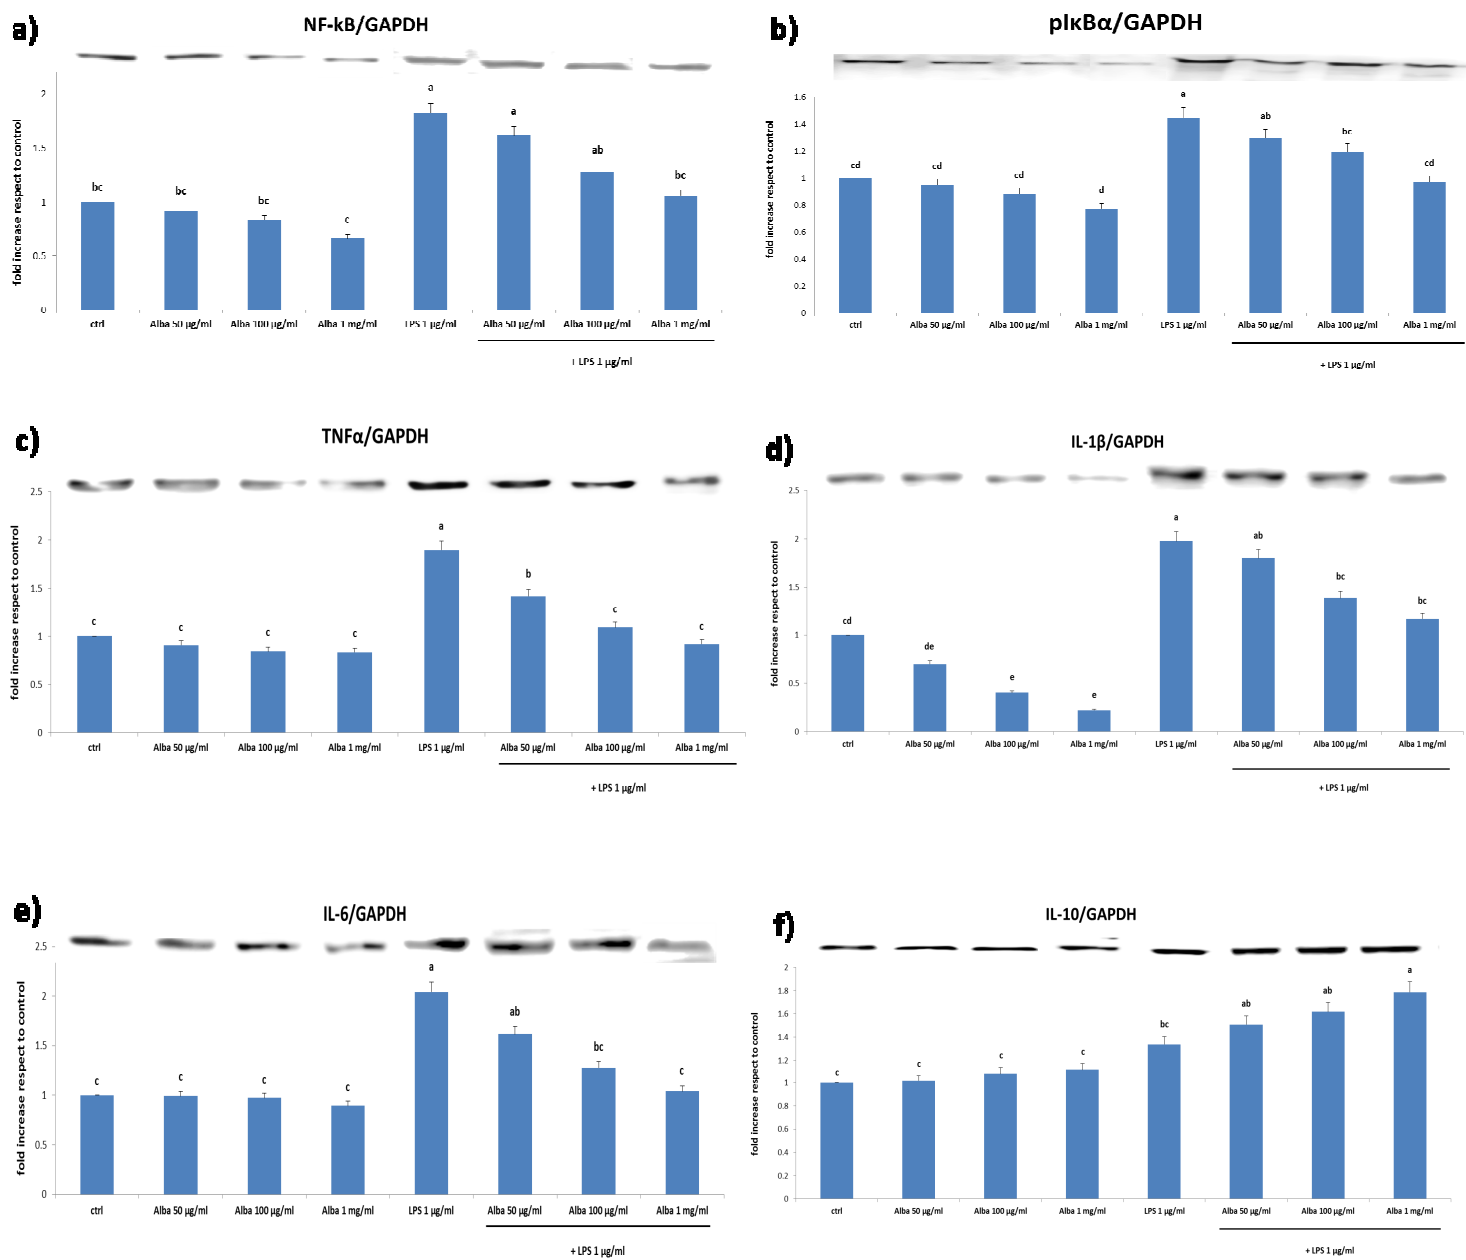 a)
NF-kB/GAPDH
fold increase respect to control
2
1.5
1
0.5
0
bc
bc
bc
c
a
a
ab
bc
ctrl
Alba 50 µg/ml
Alba 100 µg/ml
Alba 1 mg/ml
LPS 1 µg/ml
Alba 50 µg/ml
Alba 100 µg/ml
Alba 1 mg/ml
+ LPS 1 µg/ml
b)
pIκBα/GAPDH
fold increase respect to control
1.6
1.4
1.2
1
0.8
0.6
0.4
0.2
0
cd
cd
cd
d
a
ab
bc
cd
ctrl
Alba 50 µg/ml
Alba 100 µg/ml
Alba 1 mg/ml
LPS 1 µg/ml
Alba 50 µg/ml
Alba 100 µg/ml
Alba 1 mg/ml
+ LPS 1 µg/ml
c)
TNFα/GAPDH
fold increase respect to control
2.5
2
1.5
1
0.5
0
c
c
c
c
a
b
c
c
ctrl
Alba 50 µg/ml
Alba 100 µg/ml
Alba 1 mg/ml
LPS 1 µg/ml
Alba 50 µg/ml
Alba 100 µg/ml
Alba 1 mg/ml
+ LPS 1 µg/ml
d)
IL-1β/GAPDH
fold increase respect to control
2.5
2
1.5
1
0.5
0
cd
de
e
e
a
ab
bc
bc
ctrl
Alba 50 µg/ml
Alba 100 µg/ml
Alba 1 mg/ml
LPS 1 µg/ml
Alba 50 µg/ml
Alba 100 µg/ml
Alba 1 mg/ml
+ LPS 1 µg/ml
e)
IL-6/GAPDH
fold increase respect to control
2.5
2
1.5
1
0.5
0
c
c
c
c
a
ab
bc
c
ctrl
Alba 50 µg/ml
Alba 100 µg/ml
Alba 1 mg/ml
LPS 1 µg/ml
Alba 50 µg/ml
Alba 100 µg/ml
Alba 1 mg/ml
+ LPS 1 µg/ml
f)
IL-10/GAPDH
fold increase respect to control
2
1.8
1.6
1.4
1.2
1
0.8
0.6
0.4
0.2
0
c
c
c
c
bc
ab
ab
a
ctrl
Alba 50 µg/ml
Alba 100 µg/ml
Alba 1 mg/ml
LPS 1 µg/ml
Alba 50 µg/ml
Alba 100 µg/ml
Alba 1 mg/ml
+ LPS 1 µg/ml